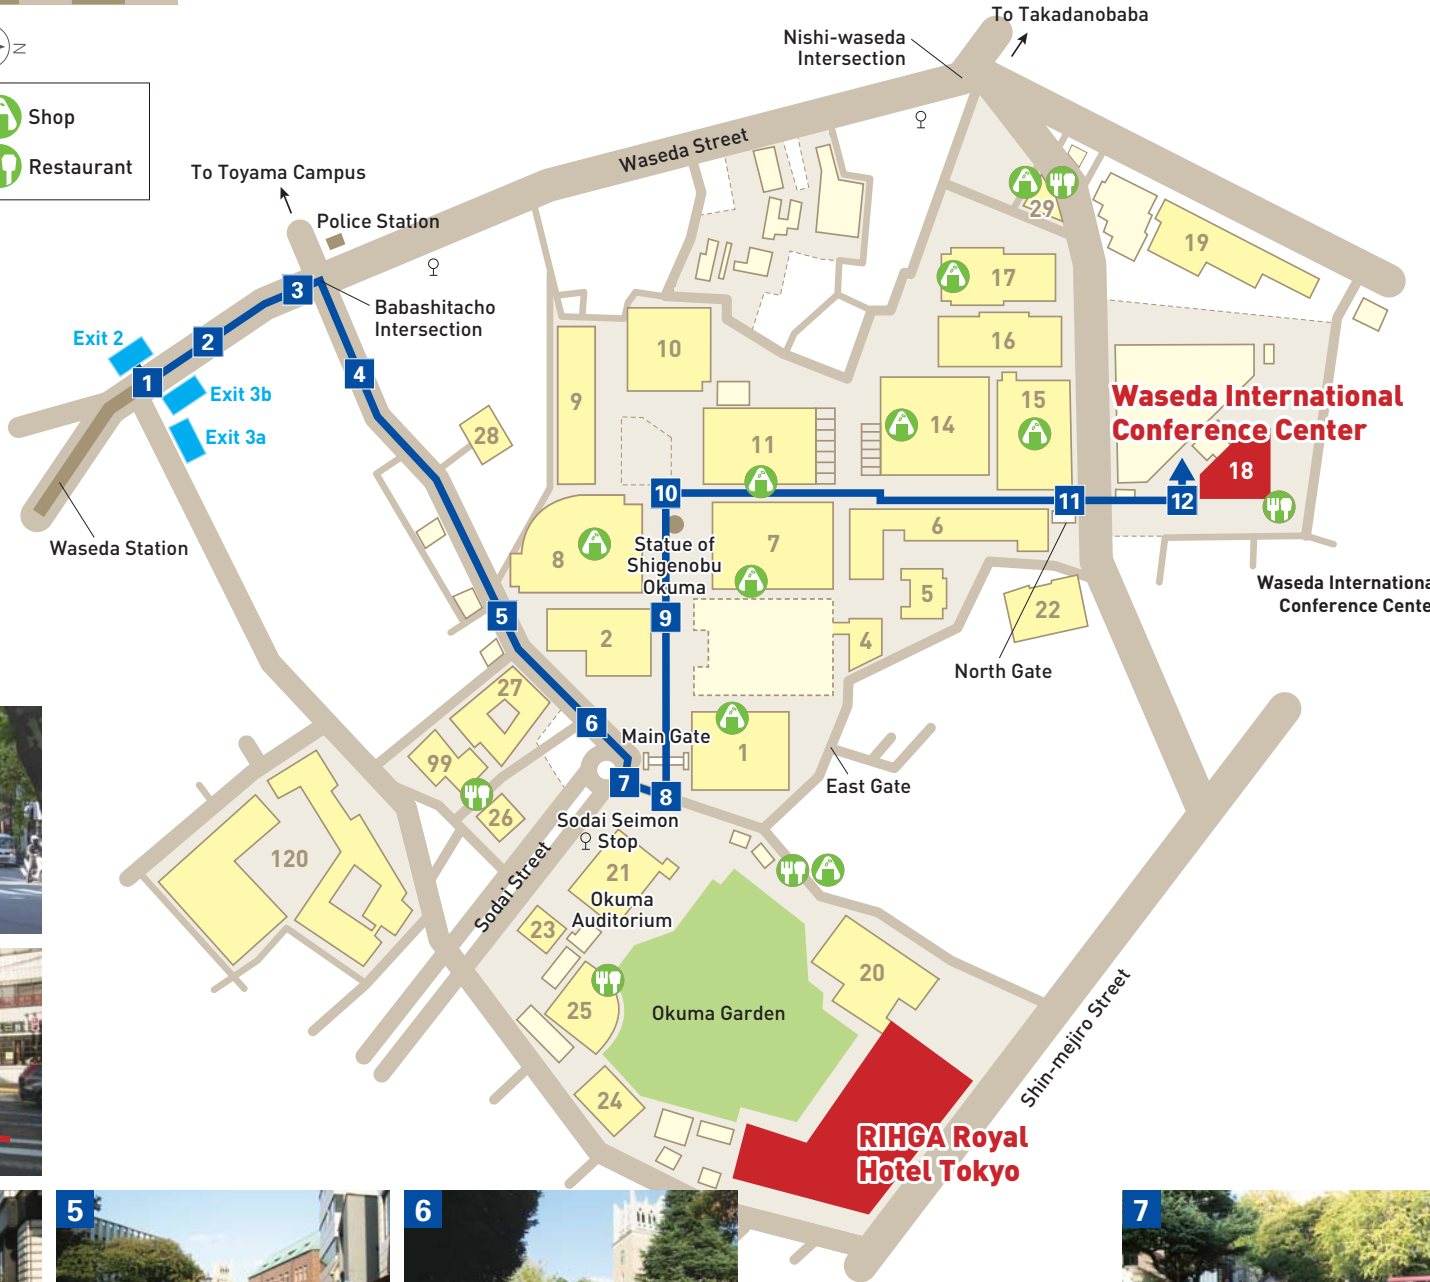 To Takadanobaba
Nishi-waseda
Intersection
N
Shop
Restaurant
Waseda Street
To Toyama Campus
Police Station
29
19
17
3
Babashitacho
Intersection
Exit 2
2
1
4
10
16
Exit 3b
9
15
Waseda International
Conference Center
Exit 3a
28
11
14
18
10
11
12
Waseda Station
8
Statue of
Shigenobu
Okuma
7
6
5
Waseda Internationa
Conference Cente
5
9
22
2
4
North Gate
27
6
Main Gate
99
1
7
8
East Gate
26
Sodai Seimon
Stop
120
Sodai Street
21
Okuma
Auditorium
23
20
25
Okuma Garden
Shin-mejiro Street
24
RIHGA Royal
Hotel Tokyo
5
6
7